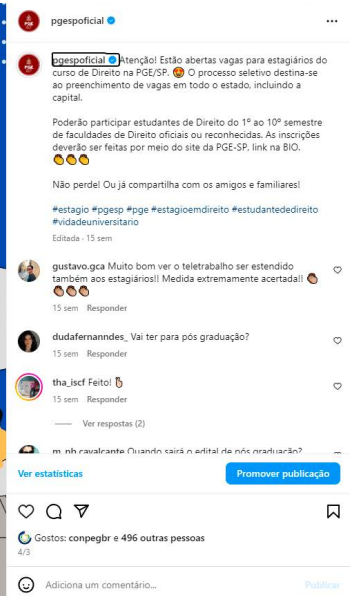 pgespoficial
PGE
pgespoficial Atenção! Estão abertas vagas para estagiários do
curso de Direito na PGE/SP. 🤩 O processo seletivo destina-se
ao preenchimento de vagas em todo o estado, incluindo a
capital.
Poderão participar estudantes de Direito do 1º ao 10º semestre
de faculdades de Direito oficiais ou reconhecidas. As inscrições
deverão ser feitas por meio do site da PGE-SP, link na BIO.
👏👏👏
Não perde! Ou já compartilha com os amigos e familiares!
#estagio #pgesp #pge #estagioemdireito #estudantededireito
#vidadeuniversitario
Editada · 15 sem
gustavo.gca Muito bom ver o teletrabalho ser estendido
também aos estagiários!! Medida extremamente acertada!! 👏
👏👏👏
15 sem Responder
dudafernanndes_ Vai ter para pós graduação?
15 sem Responder
tha_iscf Feito!
15 sem Responder
Ver respostas (2)
m_nh cavalcante Quando sairá o edital de pós graduação?
Ver estatísticas
Promover publicação
Gostos: conpegbr e 496 outras pessoas
4/3
Adiciona um comentário...
Publicar